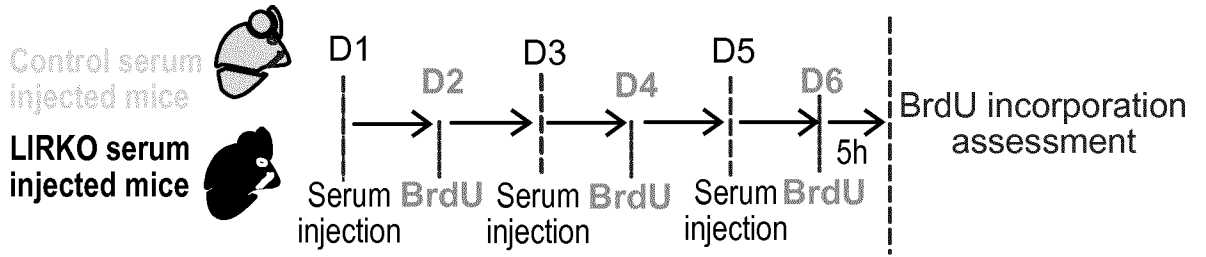 Control serum
injected mice
LIRKO serum
injected mice
D1
D2
D3
D4
D5
D6
5h
Serum
injection
BrdU
Serum
injection
BrdU
Serum
injection
BrdU
BrdU incorporation
assessment